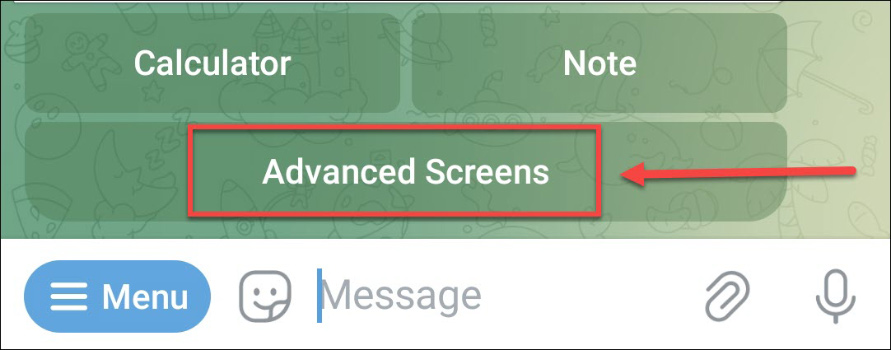 Calculator
Note
Advanced Screens
Menu
Message